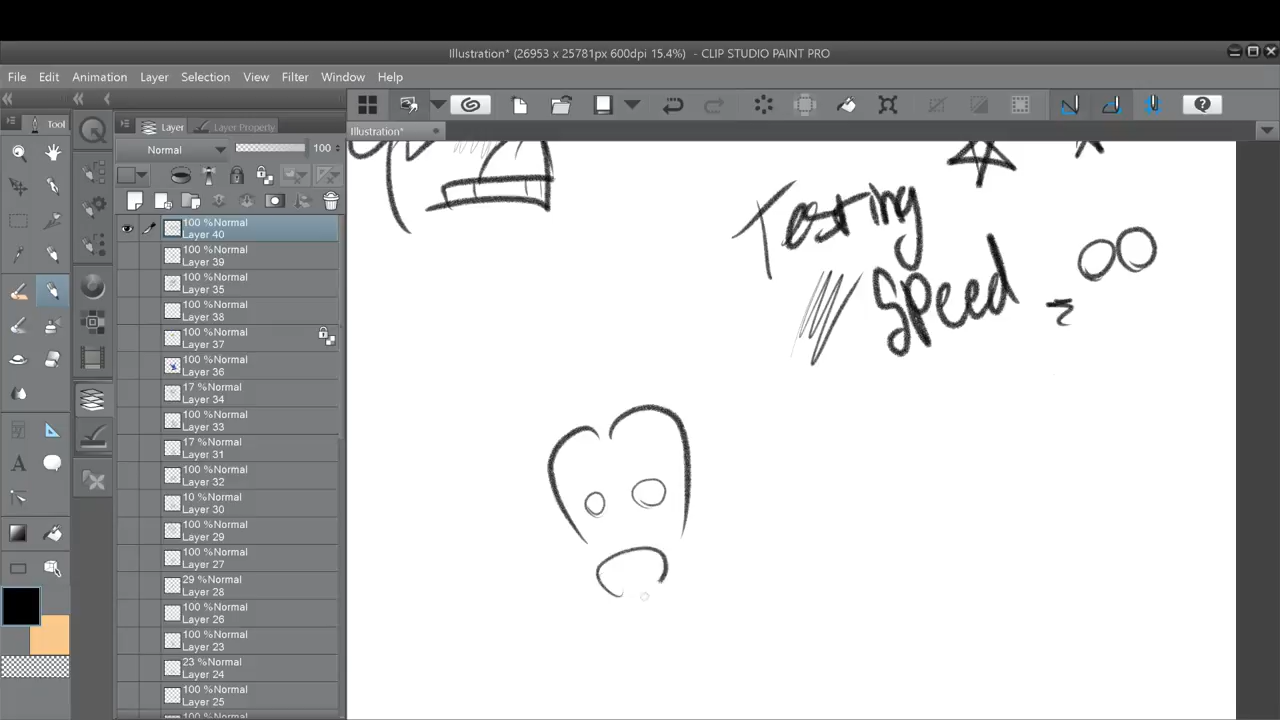 Illustration* (26953 x 25781px 600dpi 15.4%) - CLIP STUDIO PAINT PRO
File Edit Animation Layer Selection View Filter Window Help
Tool
Layer Layer Property
Illustration*
Normal 100
100 %Normal
Layer 40
100 %Normal
Layer 39
100 %Normal
Layer 35
100 %Normal
Layer 38
100 %Normal
Layer 37
100 %Normal
Layer 36
17 %Normal
Layer 34
100 %Normal
Layer 33
17 %Normal
Layer 31
100 %Normal
Layer 32
10 %Normal
Layer 30
100 %Normal
Layer 29
100 %Normal
Layer 27
29 %Normal
Layer 28
100 %Normal
Layer 26
100 %Normal
Layer 23
23 %Normal
Layer 24
100 %Normal
Layer 25
100 %Normal
Testing
Speed